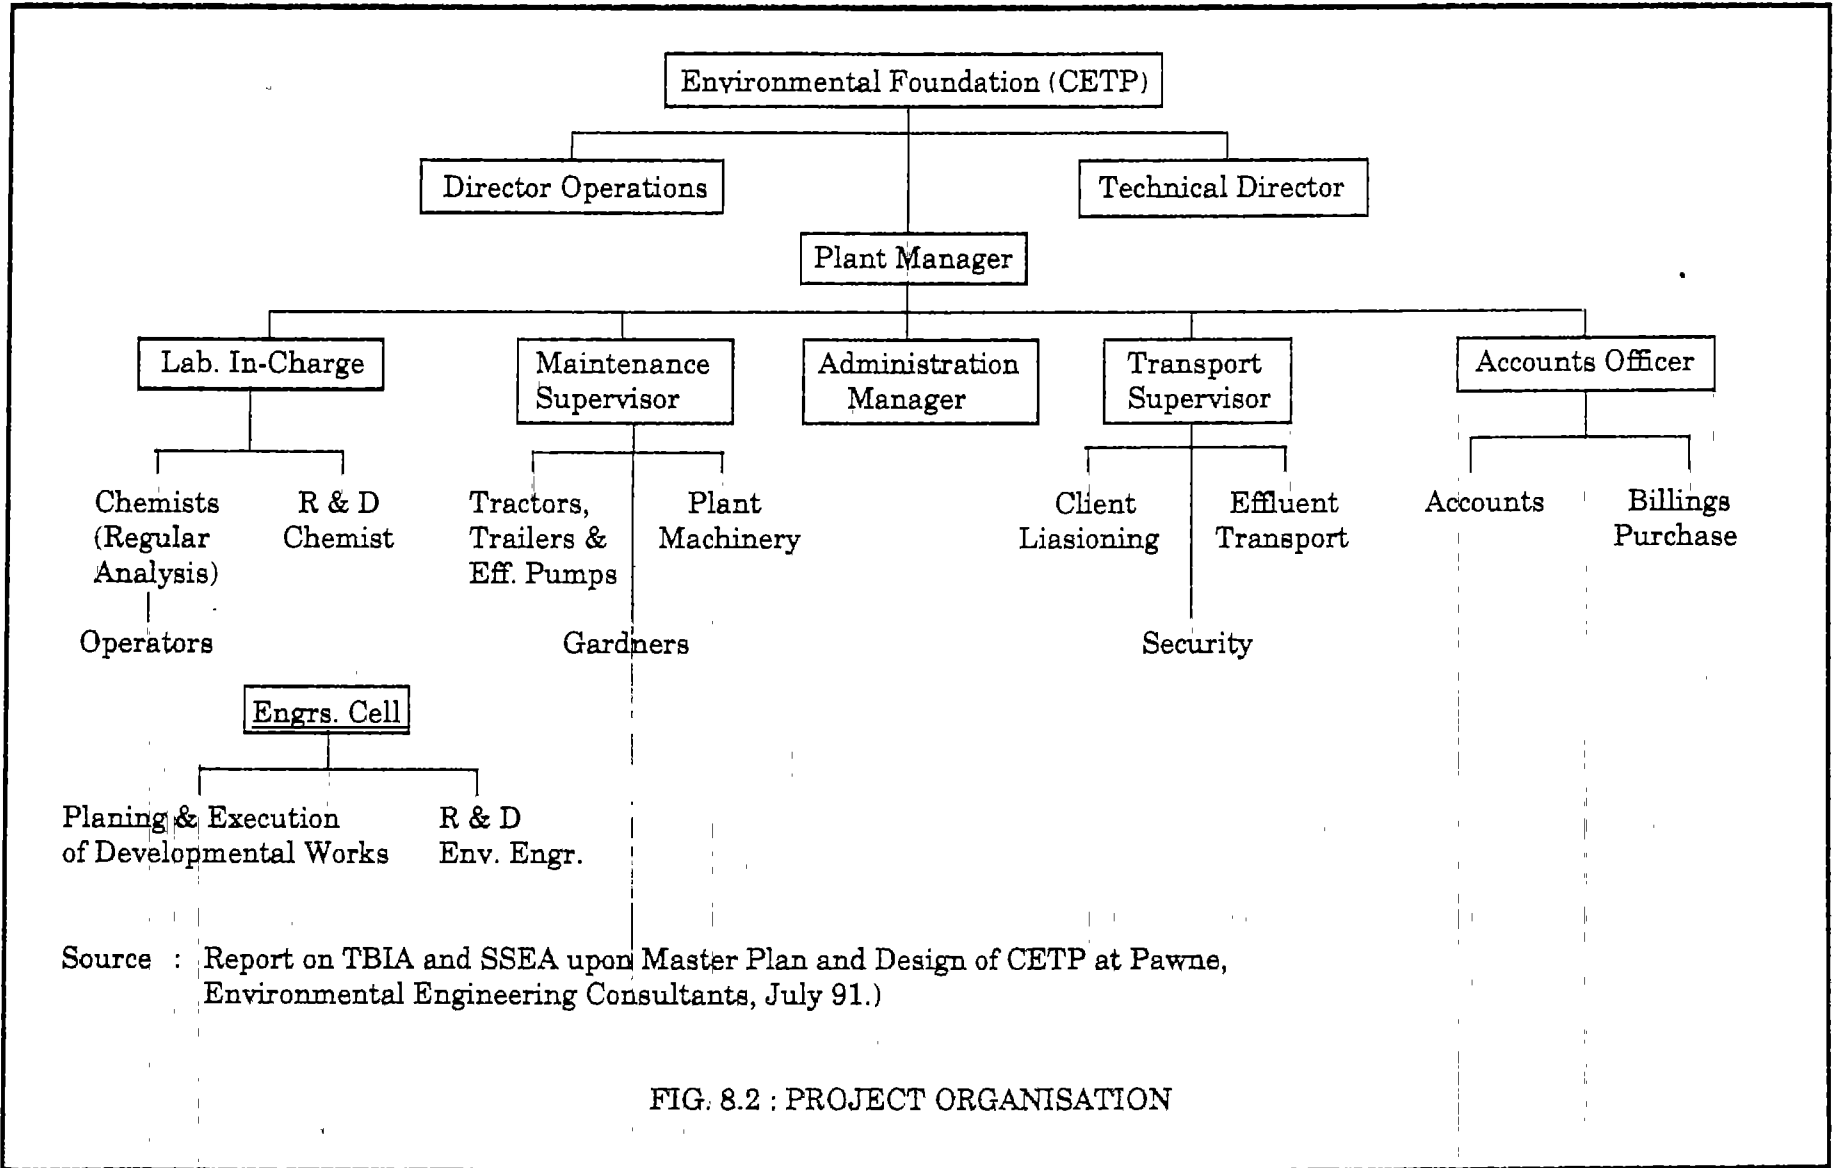 Environmental Foundation (CETP)
Director Operations
Technical Director
Plant Manager
Lab. In-Charge
Maintenance
Supervisor
Administration
Manager
Transport
Supervisor
Accounts Officer
Chemists
(Regular
Analysis)
R & D
Chemist
Tractors,
Trailers &
Eff. Pumps
Plant
Machinery
Client
Liasioning
Effluent
Transport
Accounts
Billings
Purchase
Operators
Gardners
Security
Engrs. Cell
Planing & Execution
of Developmental Works
R & D
Env. Engr.
Source : Report on TBIA and SSEA upon Master Plan and Design of CETP at Pawne,
Environmental Engineering Consultants, July 91.)
FIG. 8.2 : PROJECT ORGANISATION